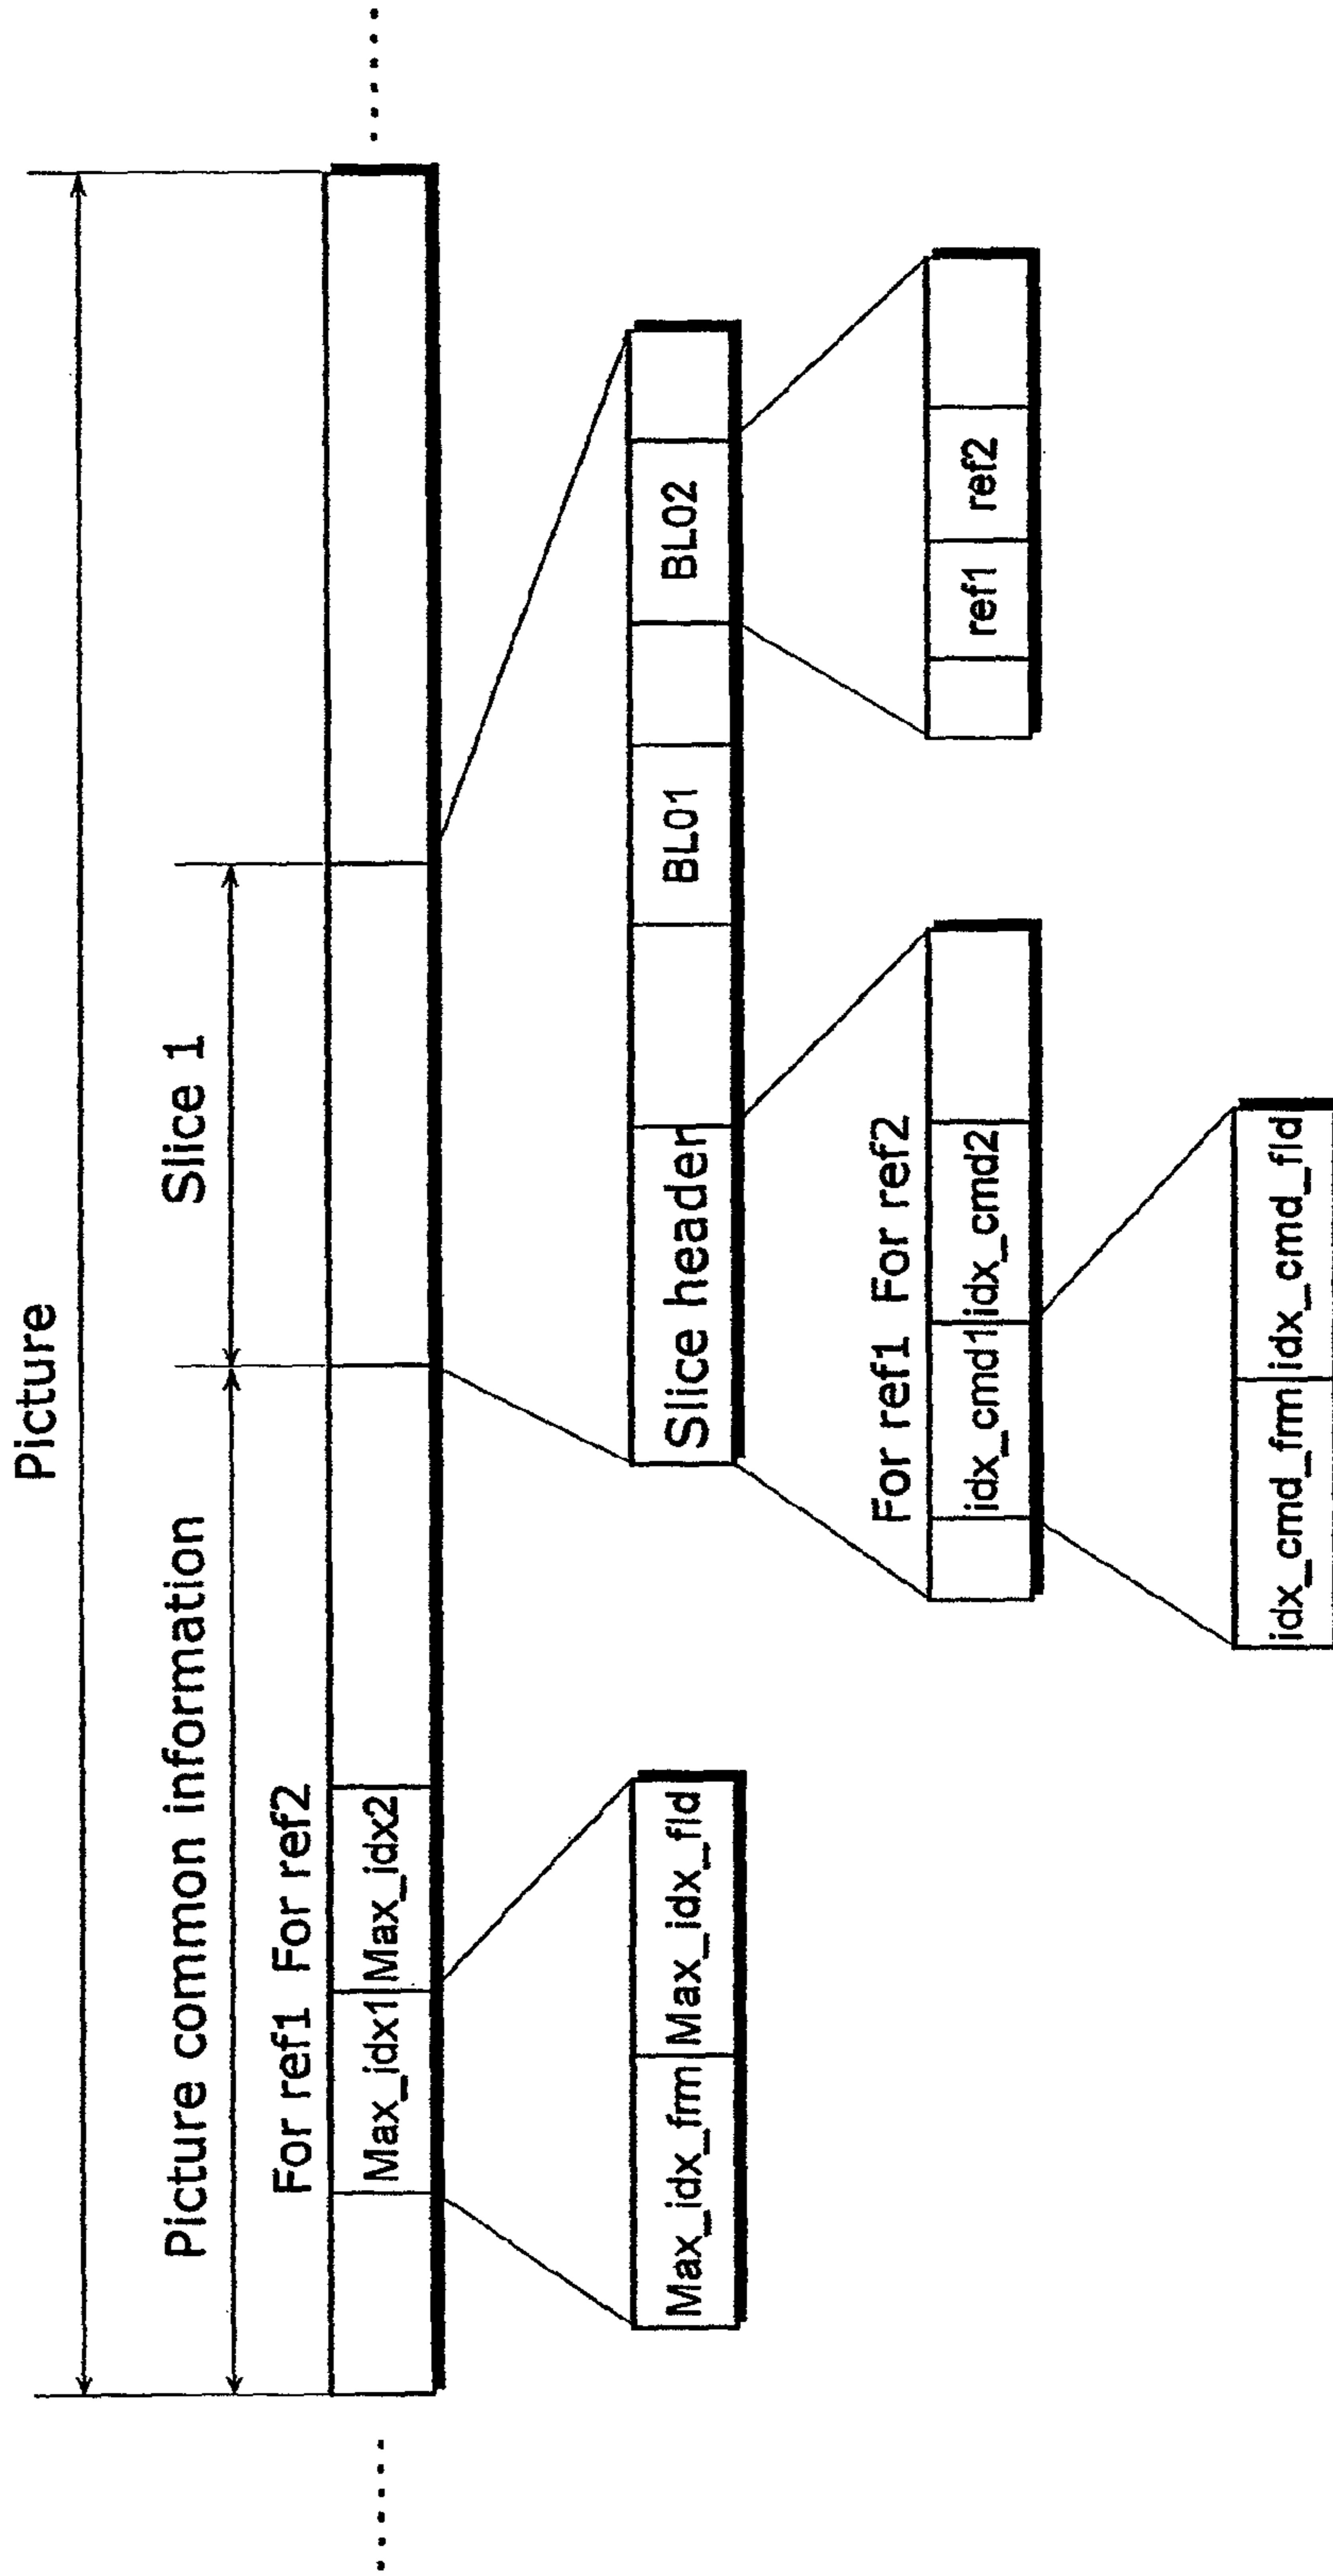 Picture
Picture common information
Slice 1
For ref1 For ref2
Max_idx1 Max_idx2
Max_idx_frm Max_idx_fld
Slice header BL01 BL02
For ref1 For ref2
idx_cmd1 idx_cmd2
ref1 ref2
idx_cmd_frm idx_cmd_fld